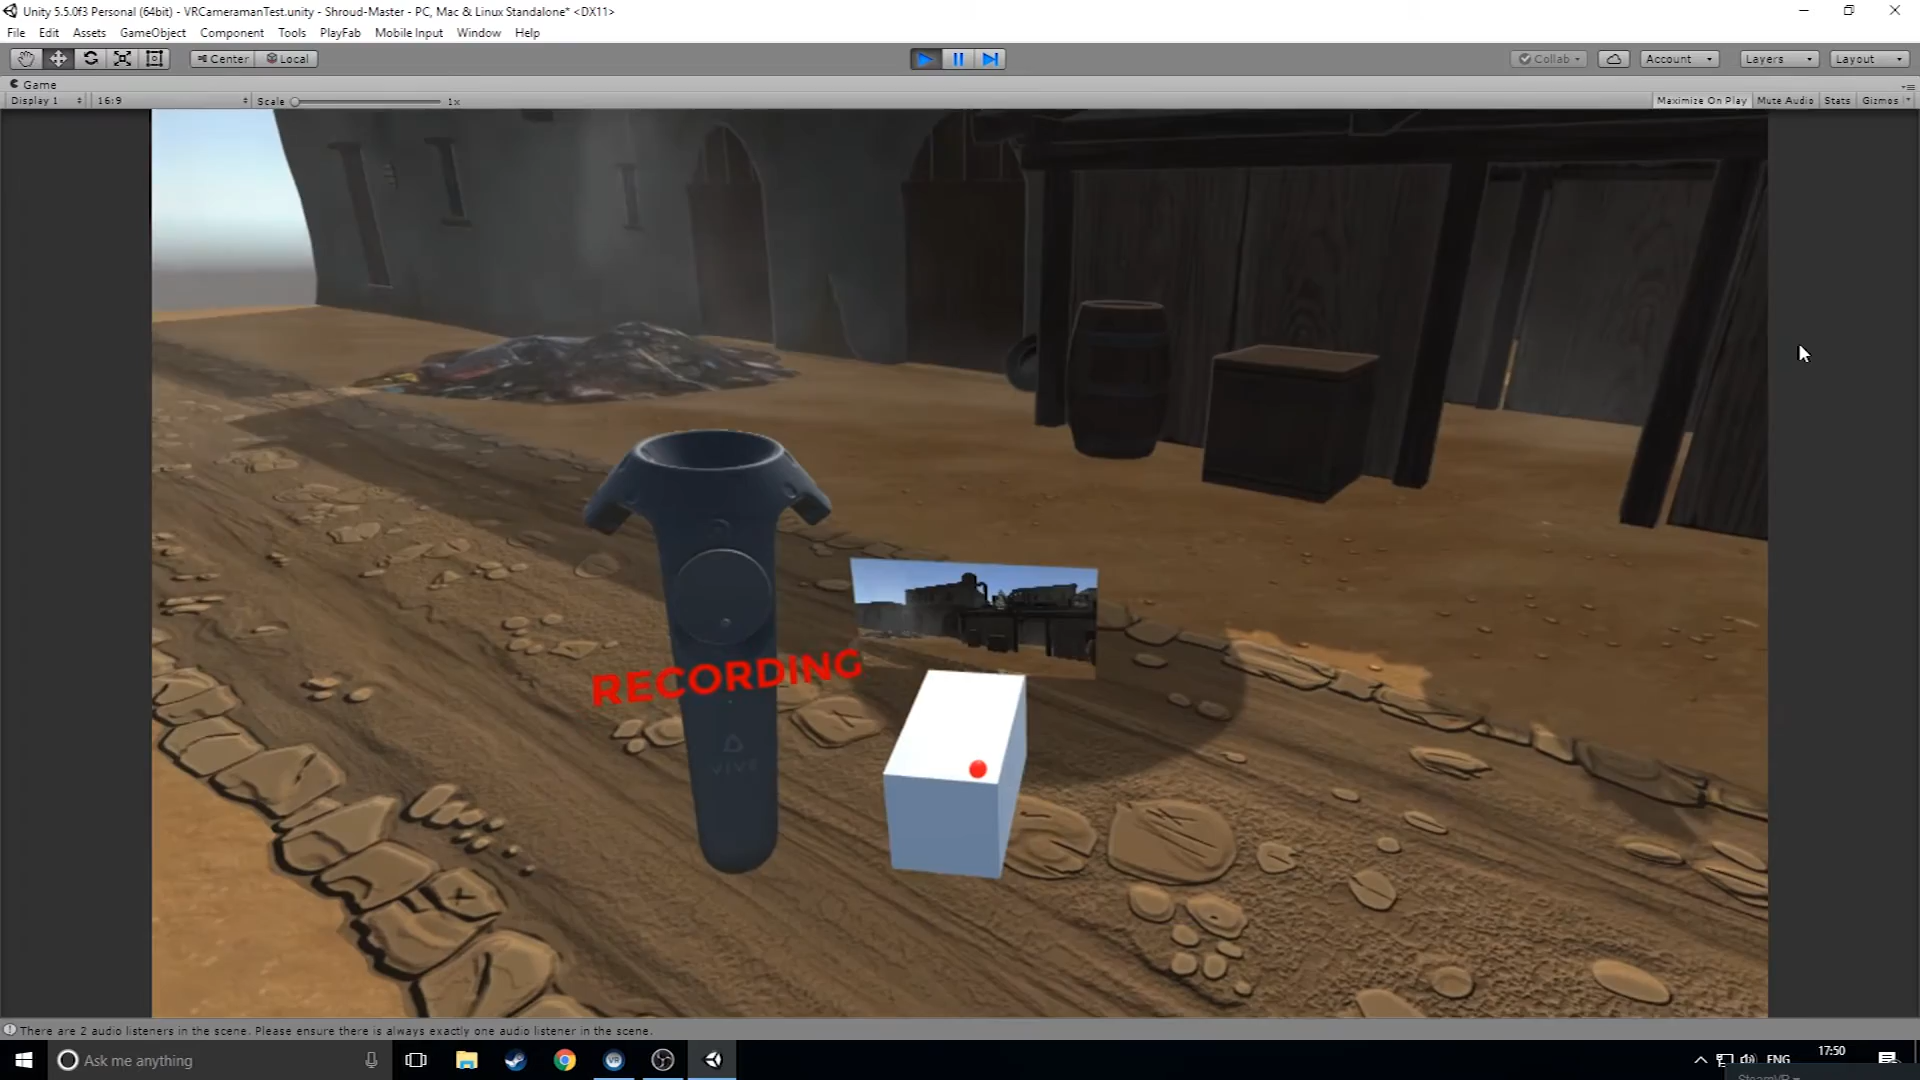 Unity 5.5.0f3 Personal (64bit) - VRCameramanTest.unity - Shroud-Master - PC, Mac & Linux Standalone* <DX11>
File Edit Assets GameObject Component Tools PlayFab Mobile Input Window Help
Center Local Collab Account Layers Layout
Game
Display 1 16:9 Scale 1x Maximize On Play Mute Audio Stats Gizmos
RECORDING
VIVE
There are 2 audio listeners in the scene. Please ensure there is always exactly one audio listener in the scene.
Ask me anything
VR
ENG
17:50
SteamVR